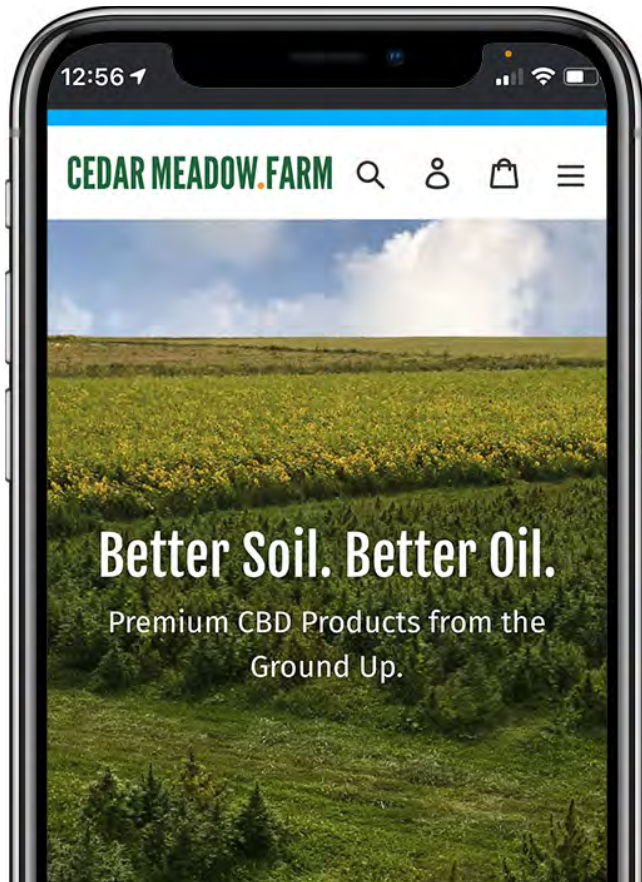 12:56
CEDAR MEADOW.FARM
Better Soil. Better Oil.
Premium CBD Products from the
Ground Up.